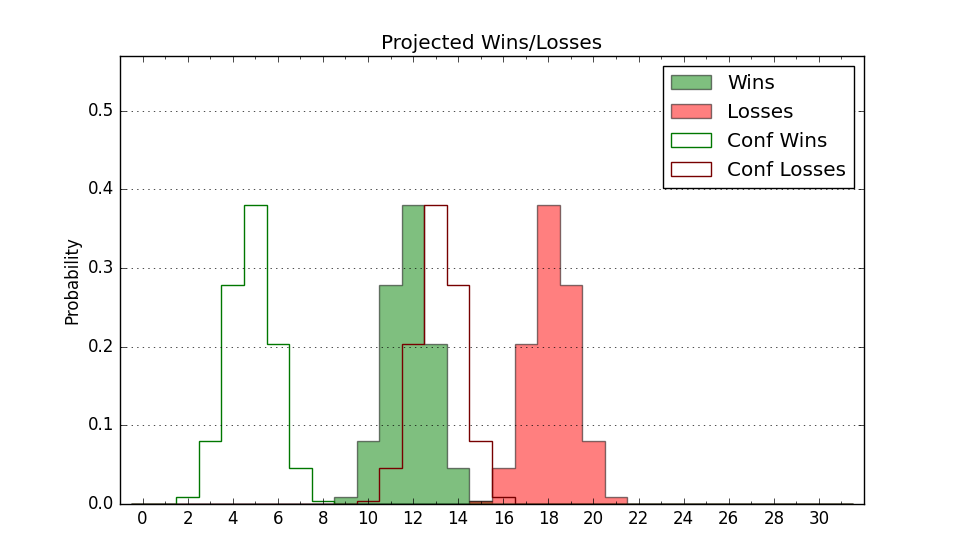 Projected Wins/Losses
Wins
Losses
Conf Wins
Conf Losses
Probability
0.5
0.4
0.3
0.2
0.1
0.0
0 2 4 6 8 10 12 14 16 18 20 22 24 26 28 30